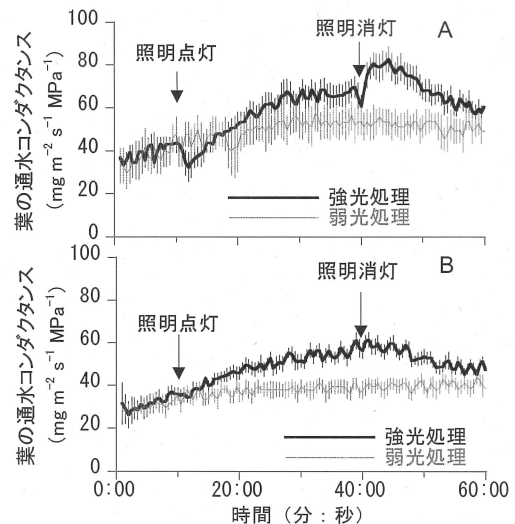 A
照明消灯
照明点灯
100
80
60
40
20
0
葉の通水コンダクタンス
(mg m⁻² s⁻¹ MPa⁻¹)
強光処理
弱光処理
B
照明消灯
照明点灯
100
80
60
40
20
0
葉の通水コンダクタンス
(mg m⁻² s⁻¹ MPa⁻¹)
強光処理
弱光処理
0:00 20:00 40:00 60:00
時間（分：秒）